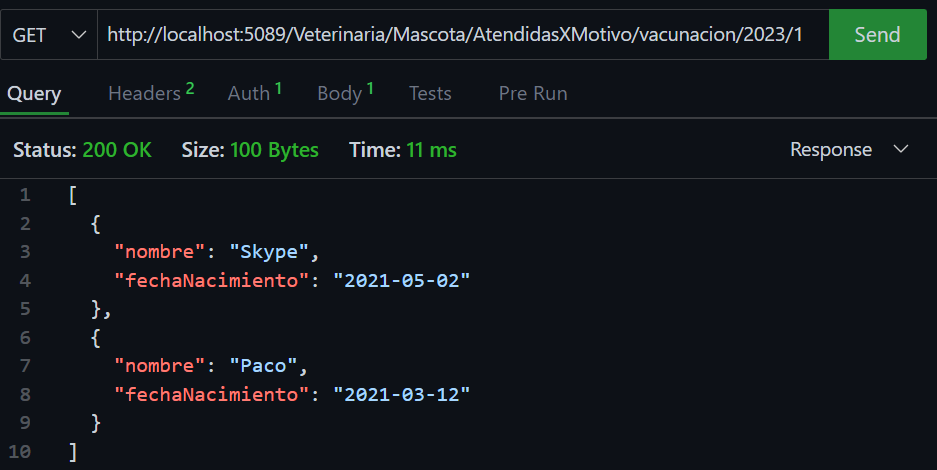 GET http://localhost:5089/Veterinaria/Mascota/AtendidasXMotivo/vacunacion/2023/1 Send
Query Headers 2 Auth 1 Body 1 Tests Pre Run
Status: 200 OK Size: 100 Bytes Time: 11 ms Response
1 [
2 {
3 "nombre": "Skype",
4 "fechaNacimiento": "2021-05-02"
5 },
6 {
7 "nombre": "Paco",
8 "fechaNacimiento": "2021-03-12"
9 }
10 ]